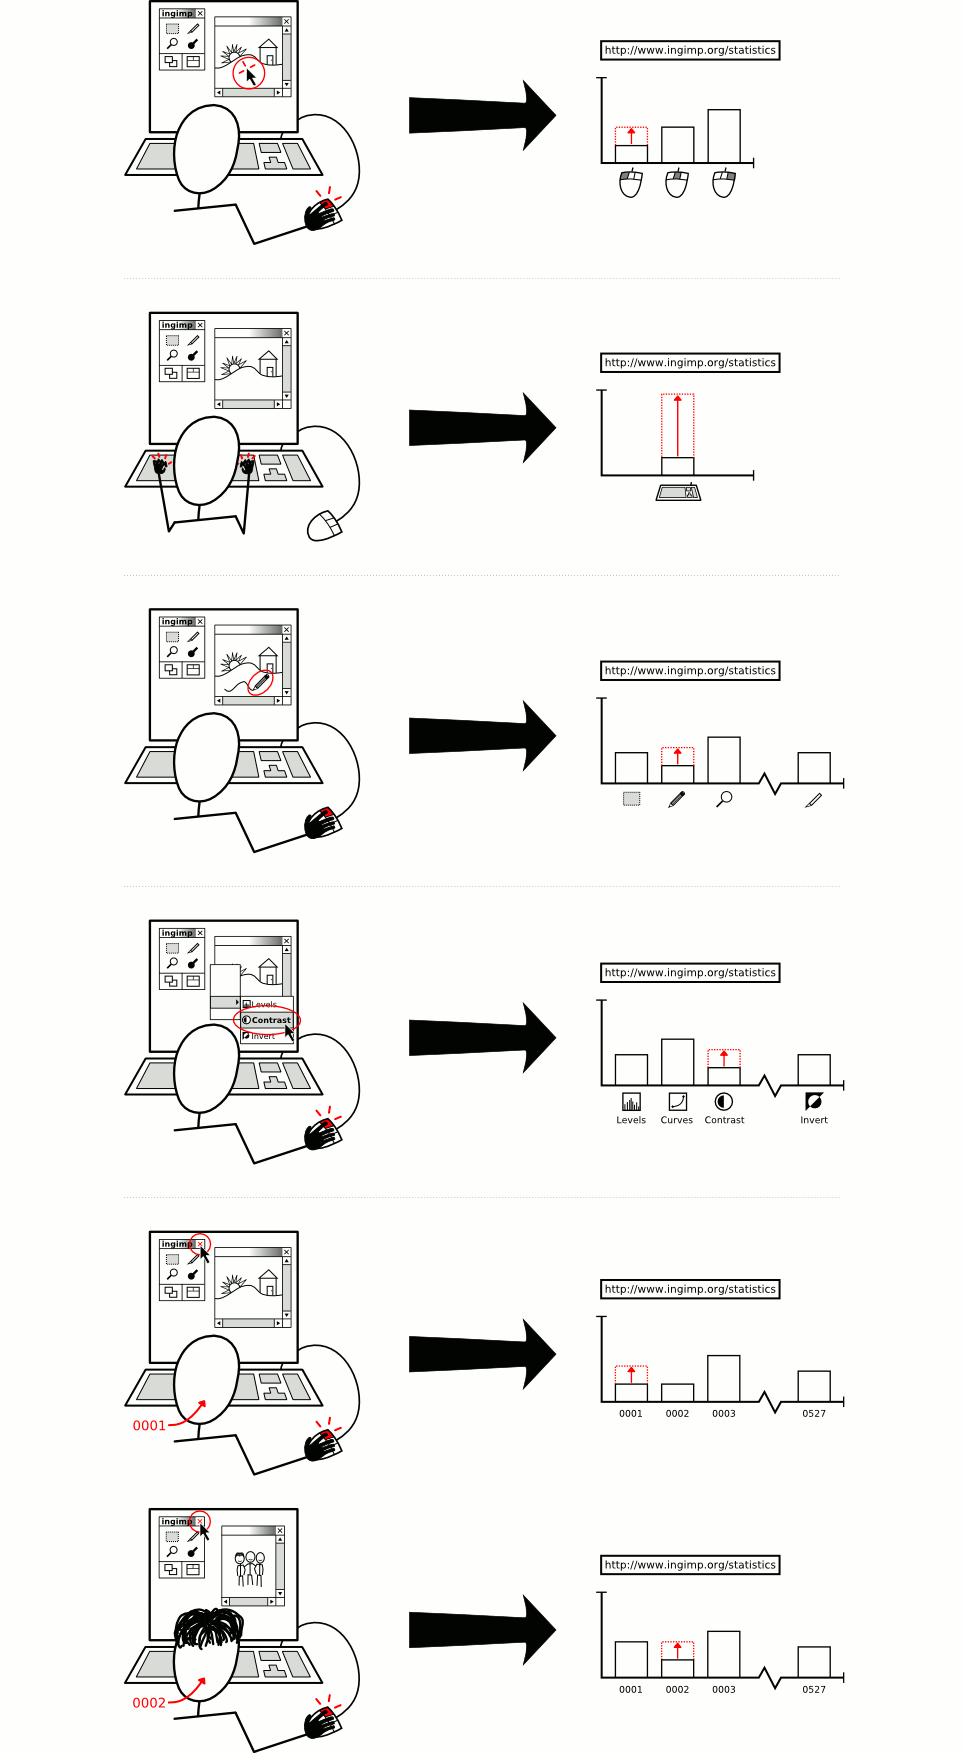 ingimp
http://www.ingimp.org/statistics
ingimp
http://www.ingimp.org/statistics
ingimp
http://www.ingimp.org/statistics
ingimp
Levels
Contrast
Invert
http://www.ingimp.org/statistics
Levels Curves Contrast Invert
ingimp
0001
http://www.ingimp.org/statistics
0001 0002 0003 0527
ingimp
0002
http://www.ingimp.org/statistics
0001 0002 0003 0527